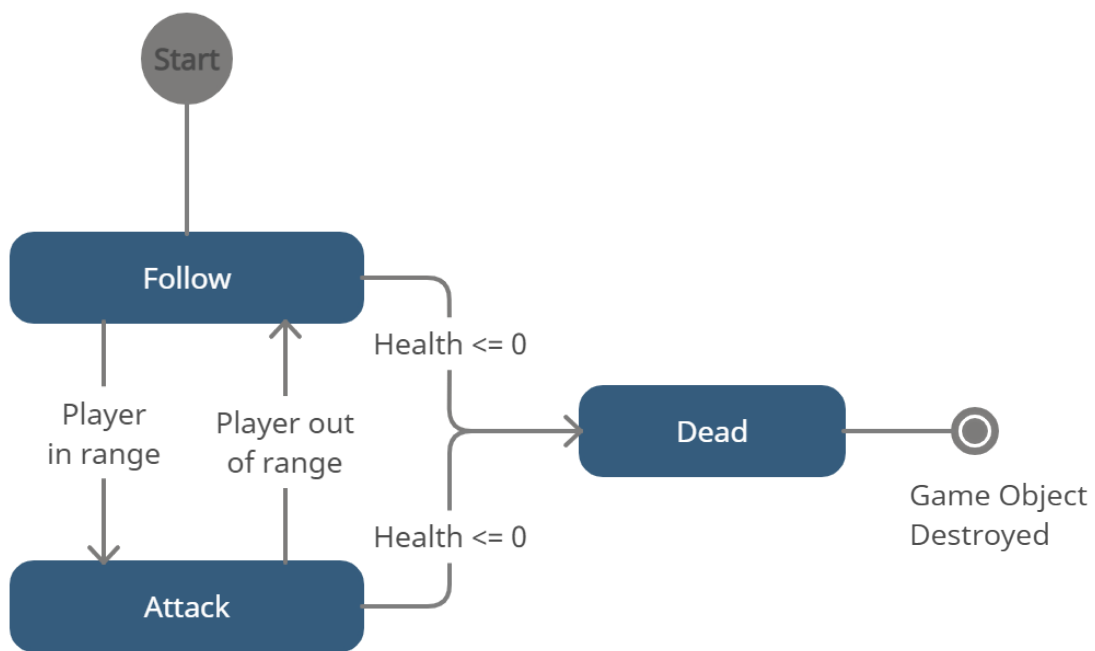 Start
Follow
Health <= 0
Player
in range
Player out
of range
Dead
Game Object
Destroyed
Health <= 0
Attack